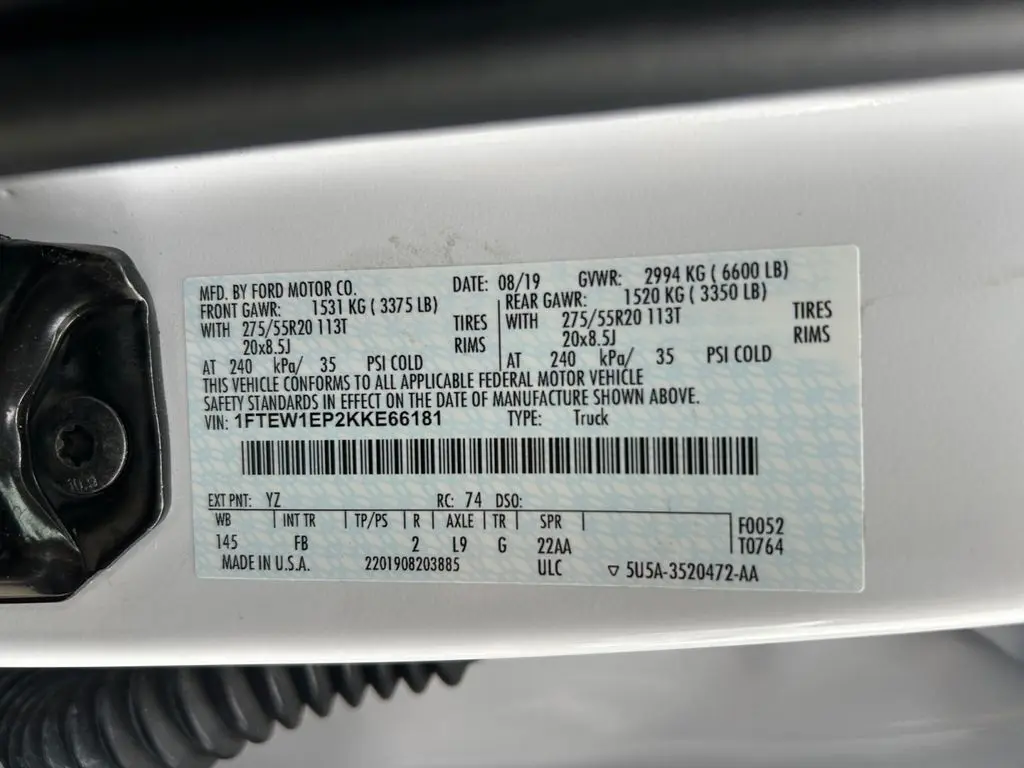 MFD. BY FORD MOTOR CO. DATE: 08/19 GVWR: 2994 KG ( 6600 LB)
FRONT GAWR: 1531 KG ( 3375 LB) REAR GAWR: 1520 KG ( 3350 LB)
WITH 275/55R20 113T TIRES WITH 275/55R20 113T TIRES
20x8.5J RIMS 20x8.5J RIMS
AT 240 kPa/ 35 PSI COLD AT 240 kPa/ 35 PSI COLD
THIS VEHICLE CONFORMS TO ALL APPLICABLE FEDERAL MOTOR VEHICLE
SAFETY STANDARDS IN EFFECT ON THE DATE OF MANUFACTURE SHOWN ABOVE.
VIN: 1FTEW1EP2KKE66181 TYPE: Truck
EXT PNT: YZ RC: 74 DSO:
WB INT TR TP/PS R AXLE TR SPR F0052
145 FB 2 L9 G 22AA T0764
MADE IN U.S.A. 2201908203885 ULC ▽ 5U5A-3520472-AA
10.9